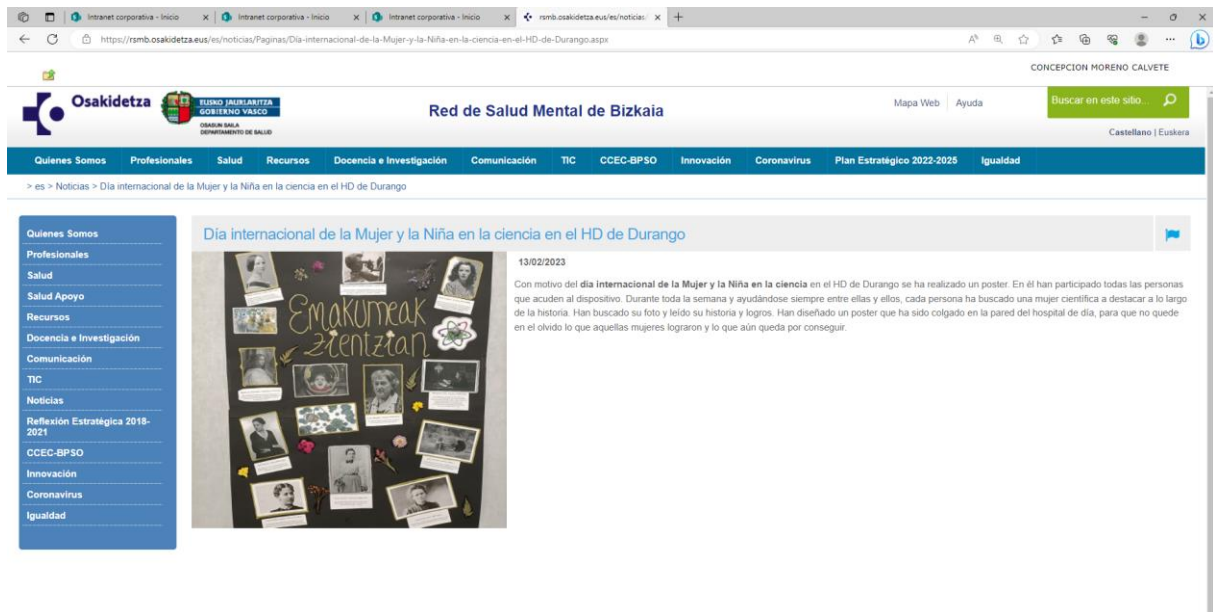 Intranet corporativa - Inicio
Intranet corporativa - Inicio
Intranet corporativa - Inicio
rsmb.osakidetza.eus/es/noticias/
https://rsmb.osakidetza.eus/es/noticias/Paginas/Día-internacional-de-la-Mujer-y-la-Niña-en-la-ciencia-en-el-HD-de-Durango.aspx
CONCEPCION MORENO CALVETE
Osakidetza
EUSKO JAURLARITZA
GOBIERNO VASCO
OSASUN SAILA
DEPARTAMENTO DE SALUD
Red de Salud Mental de Bizkaia
Mapa Web
Ayuda
Buscar en este sitio...
Castellano | Euskera
Quienes Somos Profesionales Salud Recursos Docencia e Investigación Comunicación TIC CCEC-BPSO Innovación Coronavirus Plan Estratégico 2022-2025 Igualdad
> es > Noticias > Día internacional de la Mujer y la Niña en la ciencia en el HD de Durango
Quienes Somos
Profesionales
Salud
Salud Apoyo
Recursos
Docencia e Investigación
Comunicación
TIC
Noticias
Reflexión Estratégica 2018-
2021
CCEC-BPSO
Innovación
Coronavirus
Igualdad
Día internacional de la Mujer y la Niña en la ciencia en el HD de Durango
Emakumeak
zientzian
13/02/2023
Con motivo del dia internacional de la Mujer y la Niña en la ciencia en el HD de Durango se ha realizado un poster. En él han participado todas las personas
que acuden al dispositivo. Durante toda la semana y ayudándose siempre entre ellas y ellos, cada persona ha buscado una mujer científica a destacar a lo largo
de la historia. Han buscado su foto y leído su historia y logros. Han diseñado un poster que ha sido colgado en la pared del hospital de día, para que no quede
en el olvido lo que aquellas mujeres lograron y lo que aún queda por conseguir.